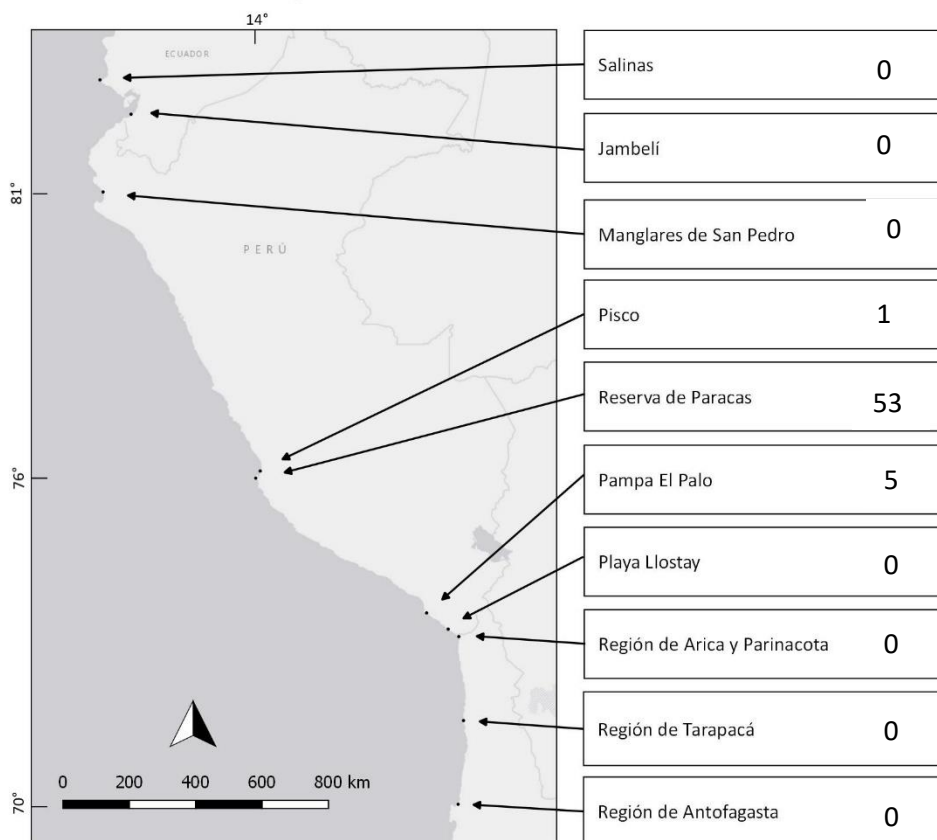 14°
ECUADOR
Salinas 0
Jambelí 0
81°
Manglares de San Pedro 0
PERÚ
Pisco 1
Reserva de Paracas 53
76°
Pampa El Palo 5
Playa Llostay 0
Región de Arica y Parinacota 0
Región de Tarapacá 0
0 200 400 600 800 km
70°
Región de Antofagasta 0